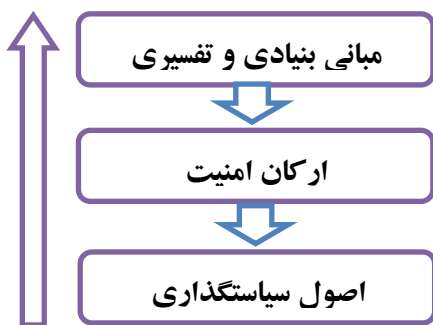 مبانی بنیادی و تفسیری
ارکان امنیت
اصول سیاستگذاری